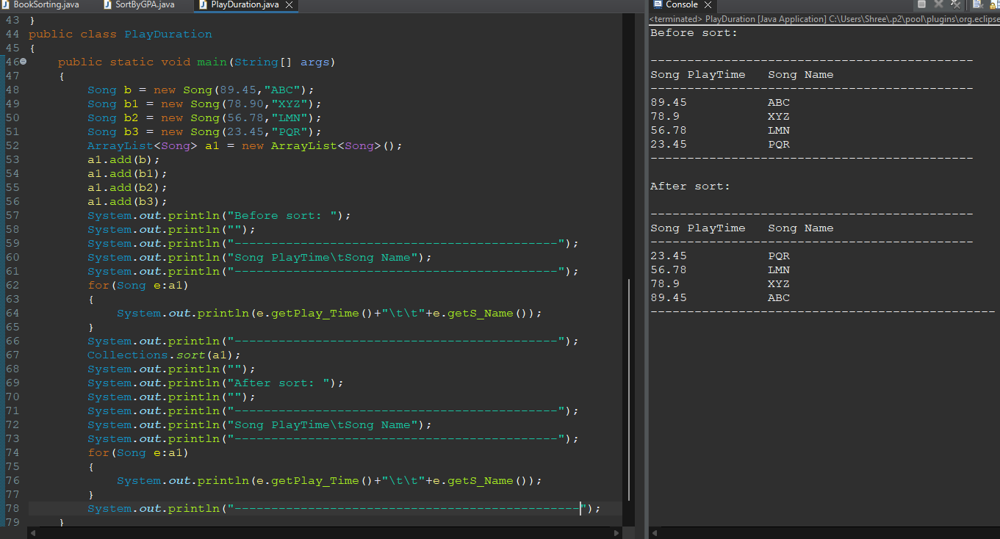 BookSorting.java SortByGPA.java PlayDuration.java
43 }
44 public class PlayDuration
45 {
46 public static void main(String[] args)
47 {
48 Song b = new Song(89.45,"ABC");
49 Song b1 = new Song(78.90,"XYZ");
50 Song b2 = new Song(56.78,"LMN");
51 Song b3 = new Song(23.45,"PQR");
52 ArrayList<Song> a1 = new ArrayList<Song>();
53 a1.add(b);
54 a1.add(b1);
55 a1.add(b2);
56 a1.add(b3);
57 System.out.println("Before sort: ");
58 System.out.println("");
59 System.out.println("--------------------------------------------");
60 System.out.println("Song PlayTime\tSong Name");
61 System.out.println("--------------------------------------------");
62 for(Song e:a1)
63 {
64 System.out.println(e.getPlay_Time()+"\t\t"+e.getS_Name());
65 }
66 System.out.println("--------------------------------------------");
67 Collections.sort(a1);
68 System.out.println("");
69 System.out.println("After sort: ");
70 System.out.println("");
71 System.out.println("--------------------------------------------");
72 System.out.println("Song PlayTime\tSong Name");
73 System.out.println("--------------------------------------------");
74 for(Song e:a1)
75 {
76 System.out.println(e.getPlay_Time()+"\t\t"+e.getS_Name());
77 }
78 System.out.println("-----------------------------------------------");
79 }
Console
<terminated> PlayDuration [Java Application] C:\Users\Shree\.p2\pool\plugins\org.eclipse
Before sort:
--------------------------------------------
Song PlayTime Song Name
--------------------------------------------
89.45 ABC
78.9 XYZ
56.78 LMN
23.45 PQR
--------------------------------------------
After sort:
--------------------------------------------
Song PlayTime Song Name
--------------------------------------------
23.45 PQR
56.78 LMN
78.9 XYZ
89.45 ABC
-----------------------------------------------